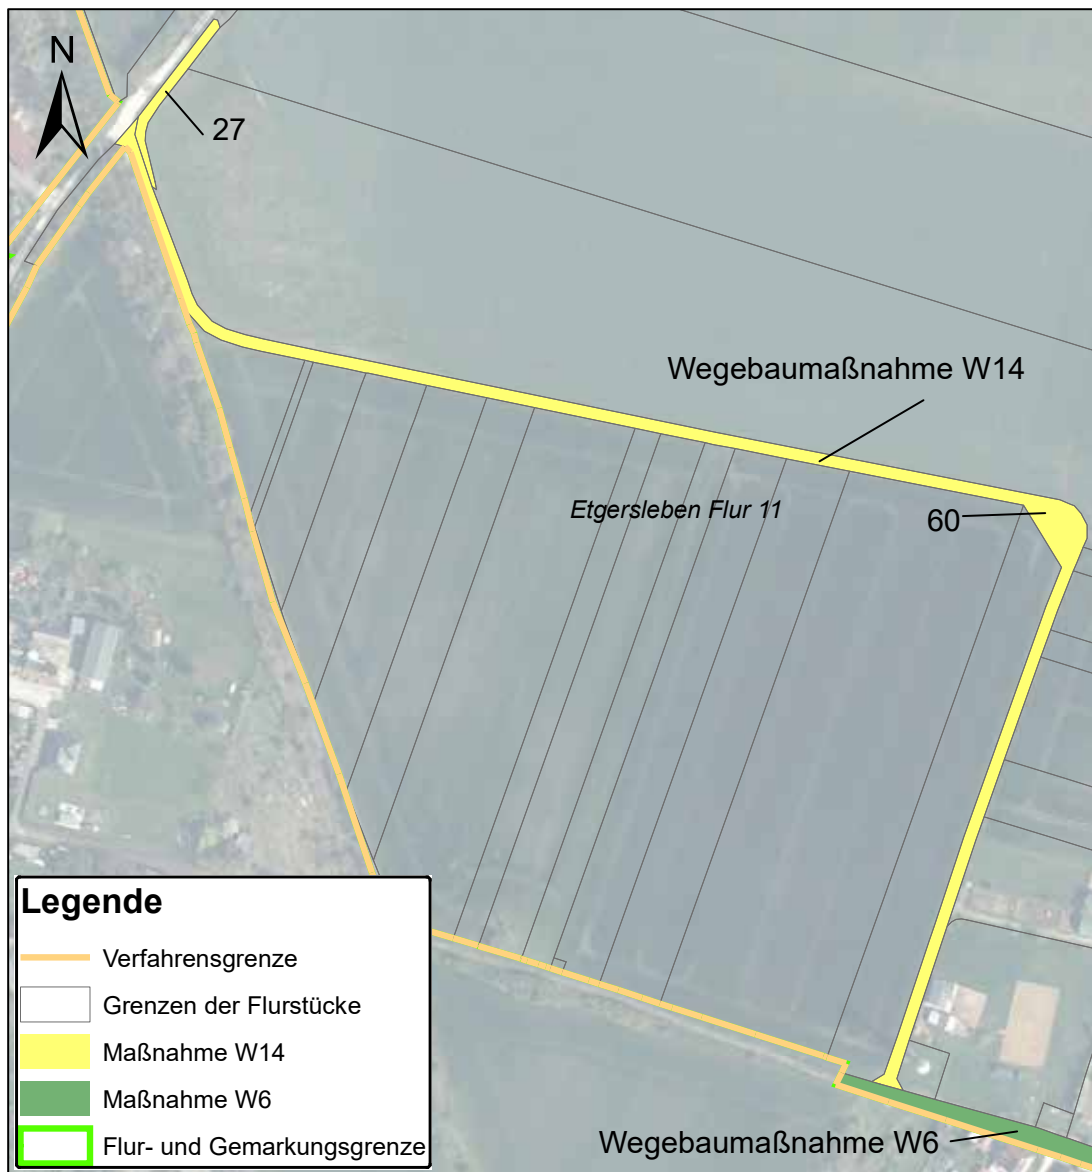 N
27
Wegebaumaßnahme W14
Etgersleben Flur 11
60
Legende
Verfahrensgrenze
Grenzen der Flurstücke
Maßnahme W14
Maßnahme W6
Flur- und Gemarkungsgrenze
Wegebaumaßnahme W6